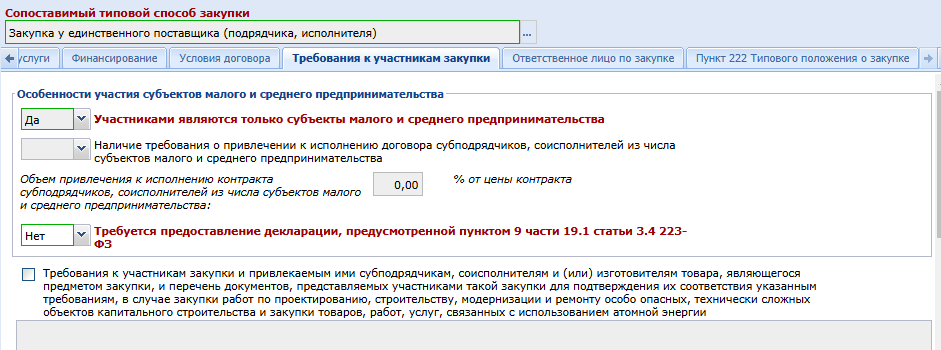 Сопоставимый типовой способ закупки
Закупка у единственного поставщика (подрядчика, исполнителя)
...
услуги Финансирование Условия договора Требования к участникам закупки Ответственное лицо по закупке Пункт 222 Типового положения о закупке
Особенности участия субъектов малого и среднего предпринимательства
Да Участниками являются только субъекты малого и среднего предпринимательства
Наличие требования о привлечении к исполнению договора субподрядчиков, соисполнителей из числа
субъектов малого и среднего предпринимательства
Объем привлечения к исполнению контракта
субподрядчиков, соисполнителей из числа субъектов малого
и среднего предпринимательства:
0,00 % от цены контракта
Нет Требуется предоставление декларации, предусмотренной пунктом 9 части 19.1 статьи 3.4 223-
ФЗ
Требования к участникам закупки и привлекаемым ими субподрядчикам, соисполнителям и (или) изготовителям товара, являющегося
предметом закупки, и перечень документов, представляемых участниками такой закупки для подтверждения их соответствия указанным
требованиям, в случае закупки работ по проектированию, строительству, модернизации и ремонту особо опасных, технически сложных
объектов капитального строительства и закупки товаров, работ, услуг, связанных с использованием атомной энергии